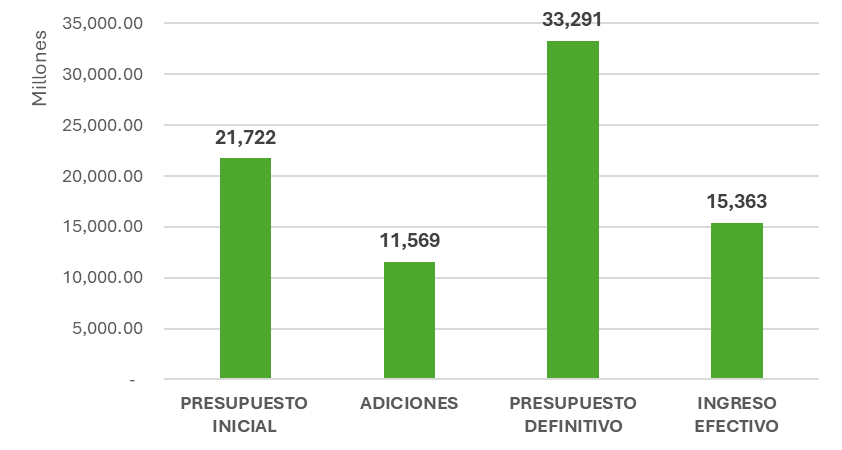 Millones
35,000.00
30,000.00
25,000.00
20,000.00
15,000.00
10,000.00
5,000.00
-
21,722
11,569
33,291
15,363
PRESUPUESTO
INICIAL
ADICIONES
PRESUPUESTO
DEFINITIVO
INGRESO
EFECTIVO